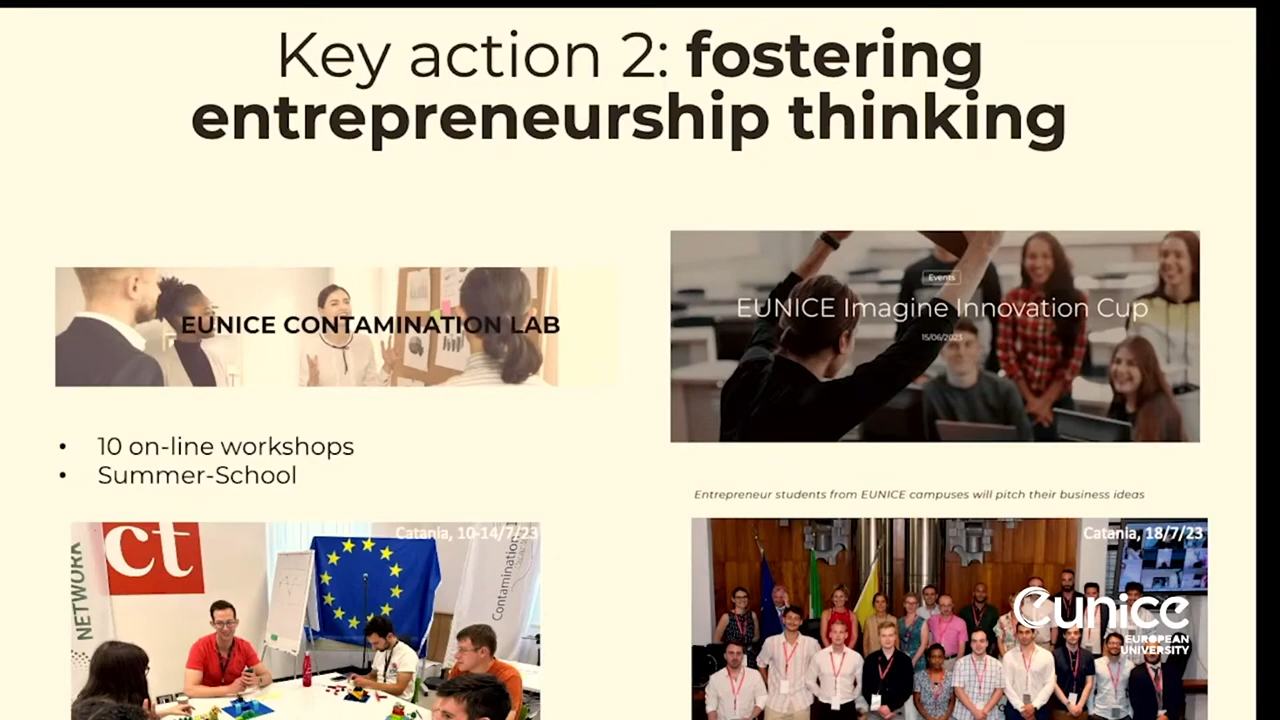 Key action 2: fostering
entrepreneurship thinking
EUNICE CONTAMINATION LAB
Events
EUNICE Imagine Innovation Cup
15/06/2023
• 10 on-line workshops
• Summer-School
Entrepreneur students from EUNICE campuses will pitch their business ideas
Catania, 10-14/7/23
ct
NETWORK
Contamination
Catania, 18/7/23
eunice
EUROPEAN
UNIVERSITY